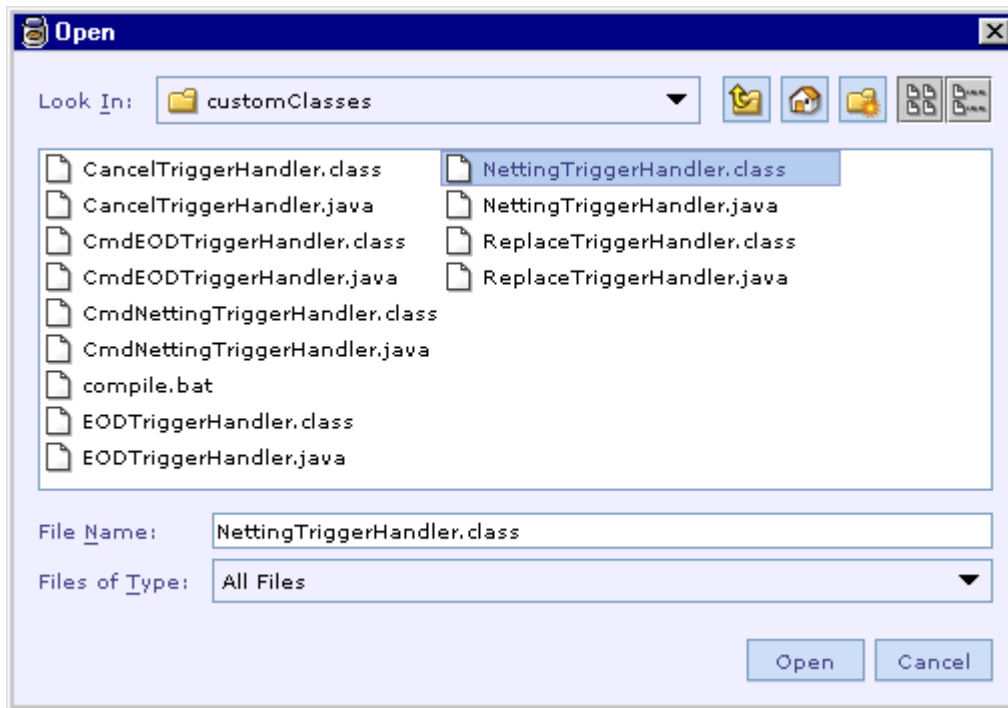 Open
Look In: customClasses
CancelTriggerHandler.class
CancelTriggerHandler.java
CmdEODTriggerHandler.class
CmdEODTriggerHandler.java
CmdNettingTriggerHandler.class
CmdNettingTriggerHandler.java
compile.bat
EODTriggerHandler.class
EODTriggerHandler.java
NettingTriggerHandler.class
NettingTriggerHandler.java
ReplaceTriggerHandler.class
ReplaceTriggerHandler.java
File Name: NettingTriggerHandler.class
Files of Type: All Files
Open Cancel